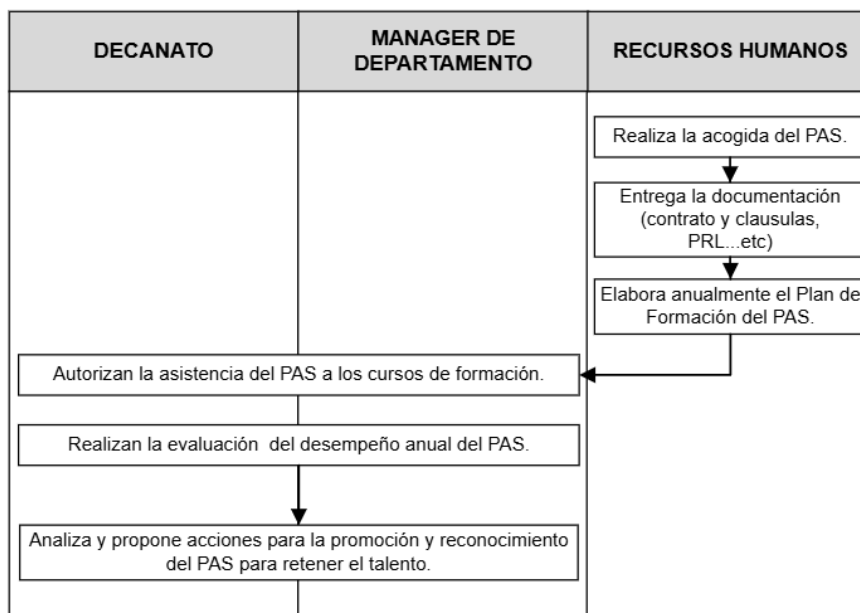 DECANATO
MANAGER DE
DEPARTAMENTO
RECURSOS HUMANOS
Realiza la acogida del PAS.
Entrega la documentación
(contrato y clausulas,
PRL...etc)
Elabora anualmente el Plan de
Formación del PAS.
Autorizan la asistencia del PAS a los cursos de formación.
Realizan la evaluación del desempeño anual del PAS.
Analiza y propone acciones para la promoción y reconocimiento
del PAS para retener el talento.